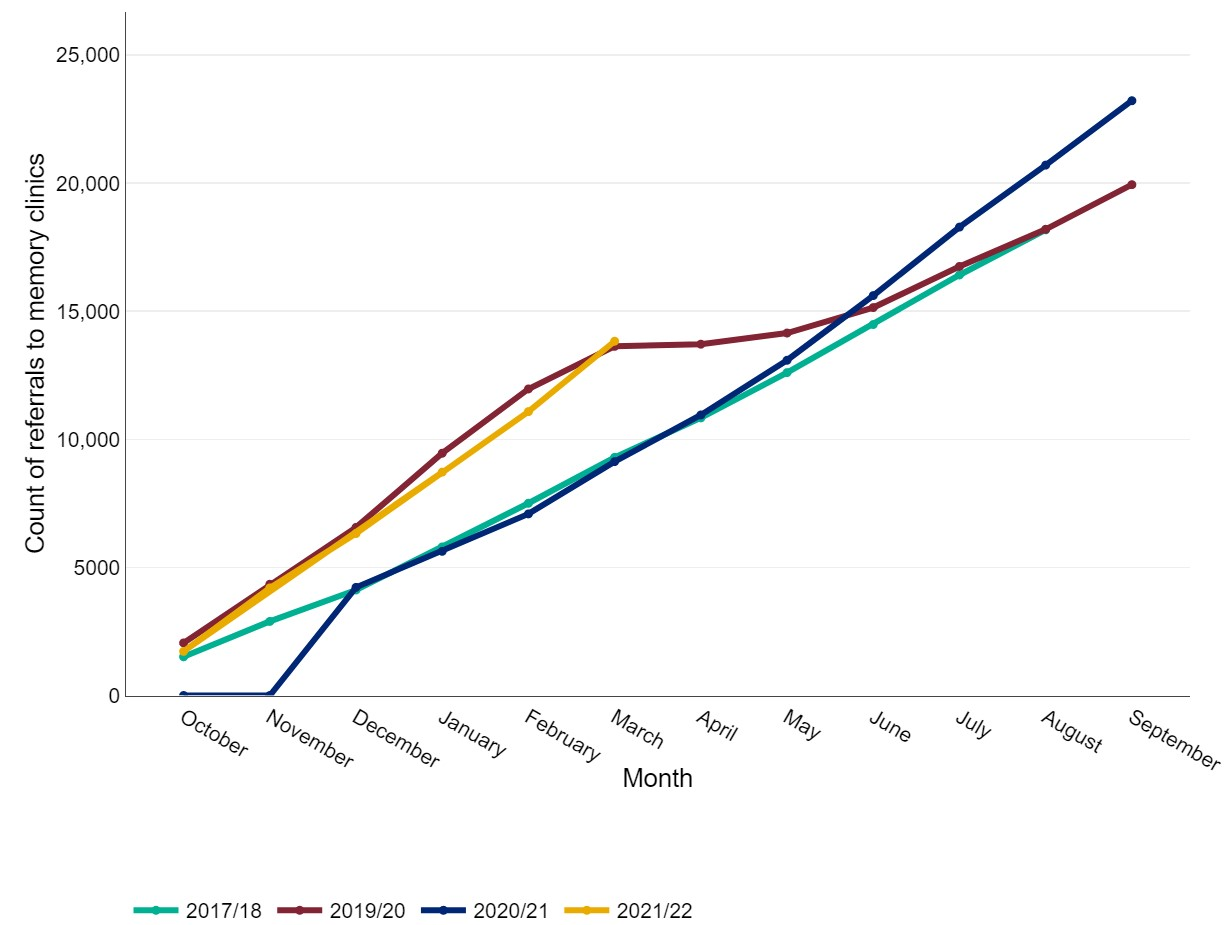 Count of referrals to memory clinics
25,000
20,000
15,000
10,000
5000
0
October
November
December
January
February
March
April
May
June
July
August
September
Month
2017/18
2019/20
2020/21
2021/22